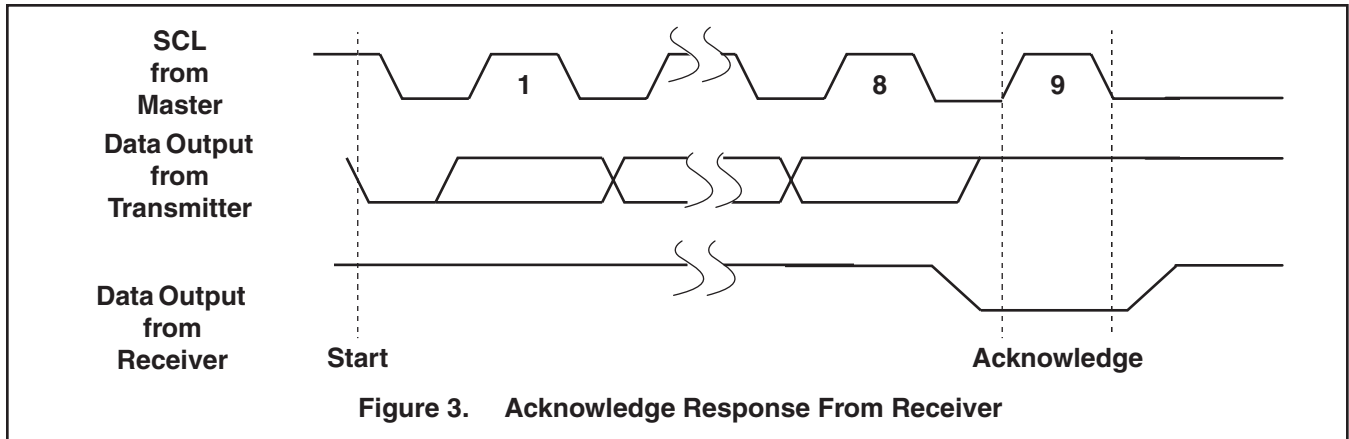 SCL
from
Master
1
8
9
Data Output
from
Transmitter
Data Output
from
Receiver
Start
Acknowledge
Figure 3. Acknowledge Response From Receiver